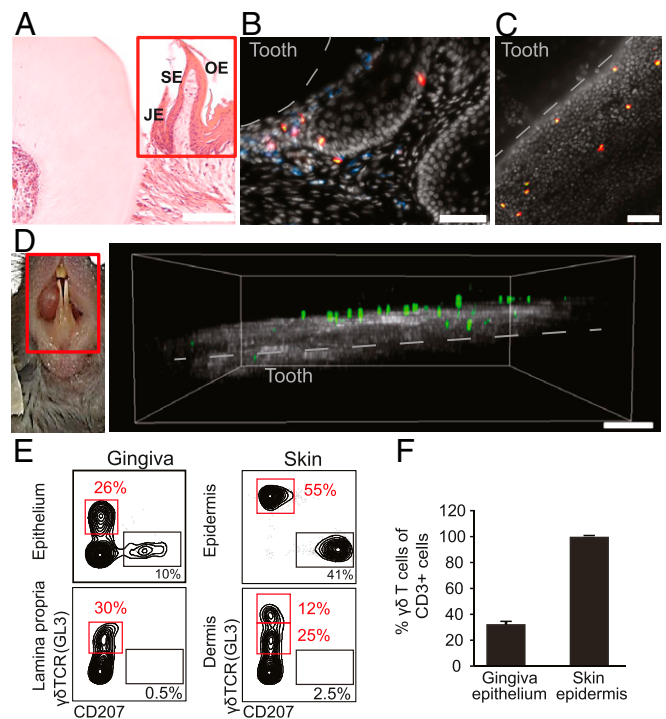 A
JE
SE
OE
B
Tooth
C
Tooth
D
Tooth
E
Gingiva
Skin
Epithelium
26%
10%
Epidermis
55%
41%
Lamina propria
γδTCR(GL3)
30%
0.5%
CD207
Dermis
γδTCR(GL3)
12%
25%
2.5%
CD207
F
% γδ T cells of
CD3+ cells
120
100
80
60
40
20
0
Gingiva
epithelium
Skin
epidermis